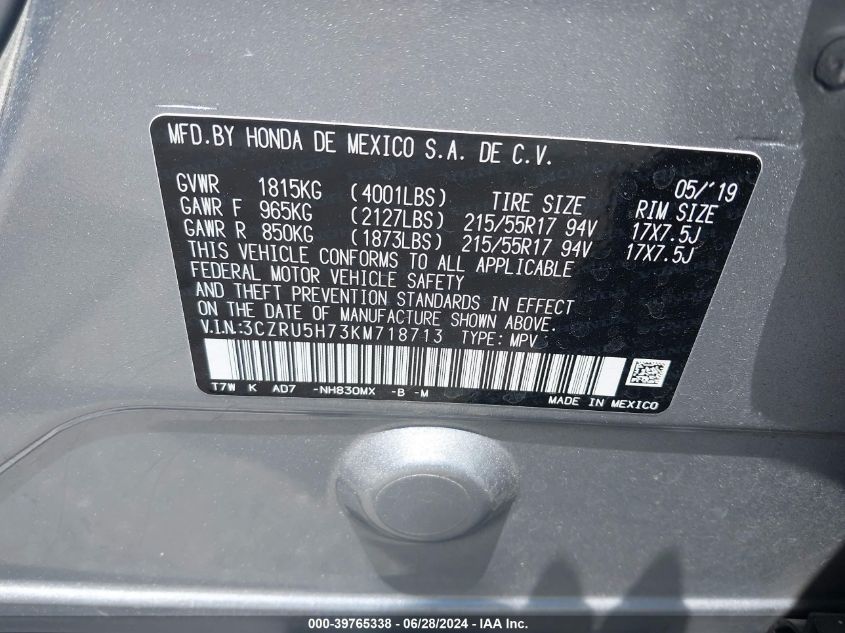 MFD.BY HONDA DE MEXICO S.A. DE C.V.
05/'19
GVWR 1815KG (4001LBS) TIRE SIZE RIM SIZE
GAWR F 965KG (2127LBS) 215/55R17 94V 17X7.5J
GAWR R 850KG (1873LBS) 215/55R17 94V 17X7.5J
THIS VEHICLE CONFORMS TO ALL APPLICABLE
FEDERAL MOTOR VEHICLE SAFETY
AND THEFT PREVENTION STANDARDS IN EFFECT
ON THE DATE OF MANUFACTURE SHOWN ABOVE.
V.I.N:3CZRU5H73KM718713 TYPE: MPV
T7W K AD7 -NH830MX -B -M
MADE IN MEXICO
000-39765338 - 06/28/2024 - IAA Inc.